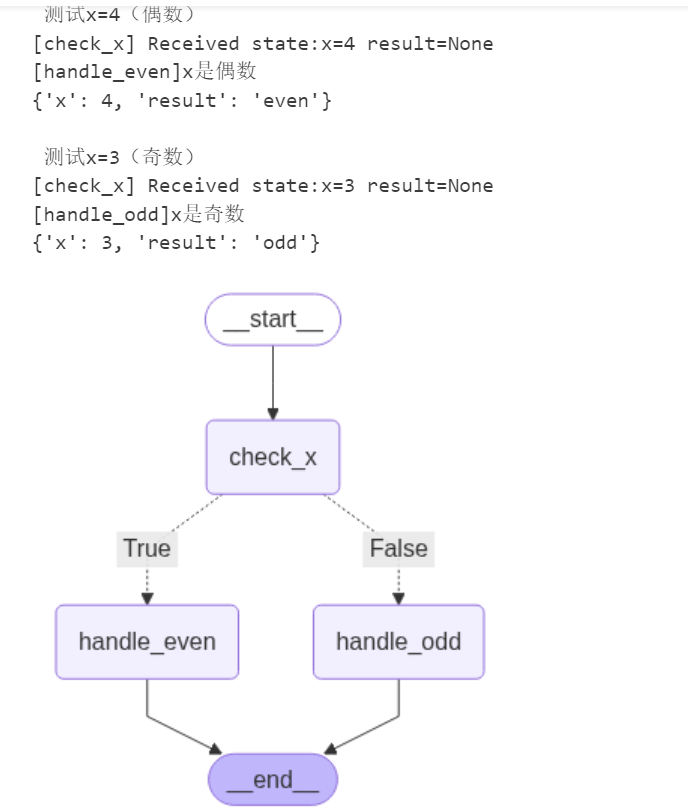 测试x=4（偶数）
[check_x] Received state:x=4 result=None
[handle_even]x是偶数
{'x': 4, 'result': 'even'}
测试x=3（奇数）
[check_x] Received state:x=3 result=None
[handle_odd]x是奇数
{'x': 3, 'result': 'odd'}
__start__
check_x
True
False
handle_even
handle_odd
__end__